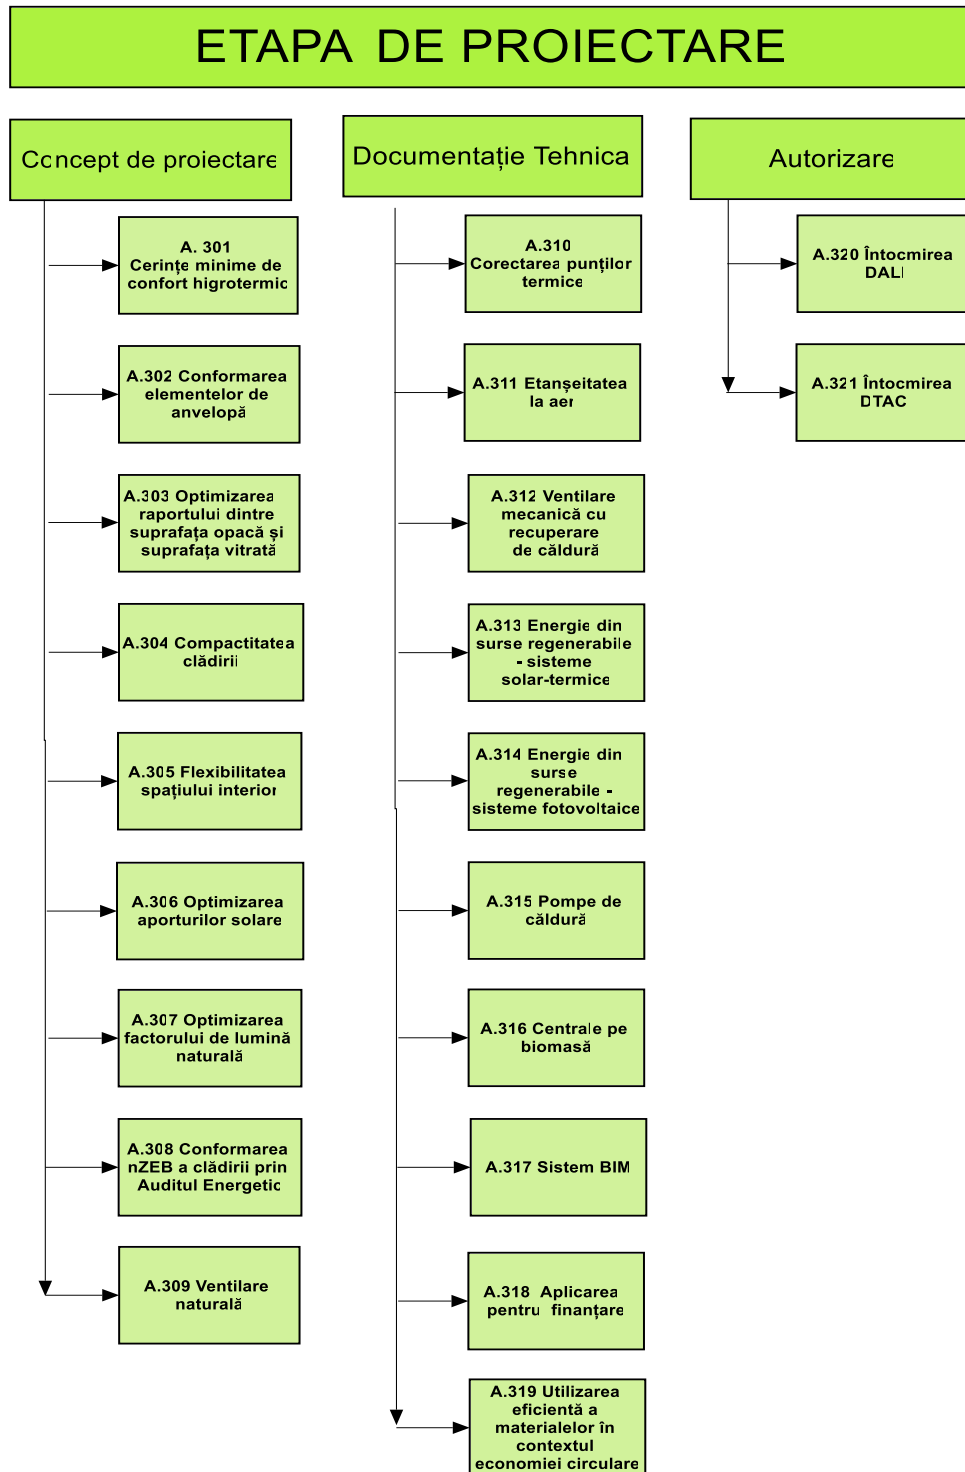 ETAPA DE PROIECTARE
Concept de proiectare
A. 301
Cerințe minime de
confort higrotermic
A.302 Conformarea
elementelor de
anvelopă
A.303 Optimizarea
raportului dintre
suprafața opacă și
suprafața vitrată
A.304 Compactitatea
clădirii
A.305 Flexibilitatea
spațiului interior
A.306 Optimizarea
aporturilor solare
A.307 Optimizarea
factorului de lumină
naturală
A.308 Conformarea
nZEB a clădirii prin
Auditul Energetic
A.309 Ventilare
naturală
Documentație Tehnica
A.310
Corectarea punților
termice
A.311 Etanșeitatea
la aer
A.312 Ventilare
mecanică cu
recuperare
de căldură
A.313 Energie din
surse regenerabile
- sisteme
solar-termice
A.314 Energie din
surse
regenerabile -
sisteme fotovoltaice
A.315 Pompe de
căldură
A.316 Centrale pe
biomasă
A.317 Sistem BIM
A.318 Aplicarea
pentru finanțare
A.319 Utilizarea
eficientă a
materialelor în
contextul
economiei circulare
Autorizare
A.320 Întocmirea
DALI
A.321 Întocmirea
DTAC